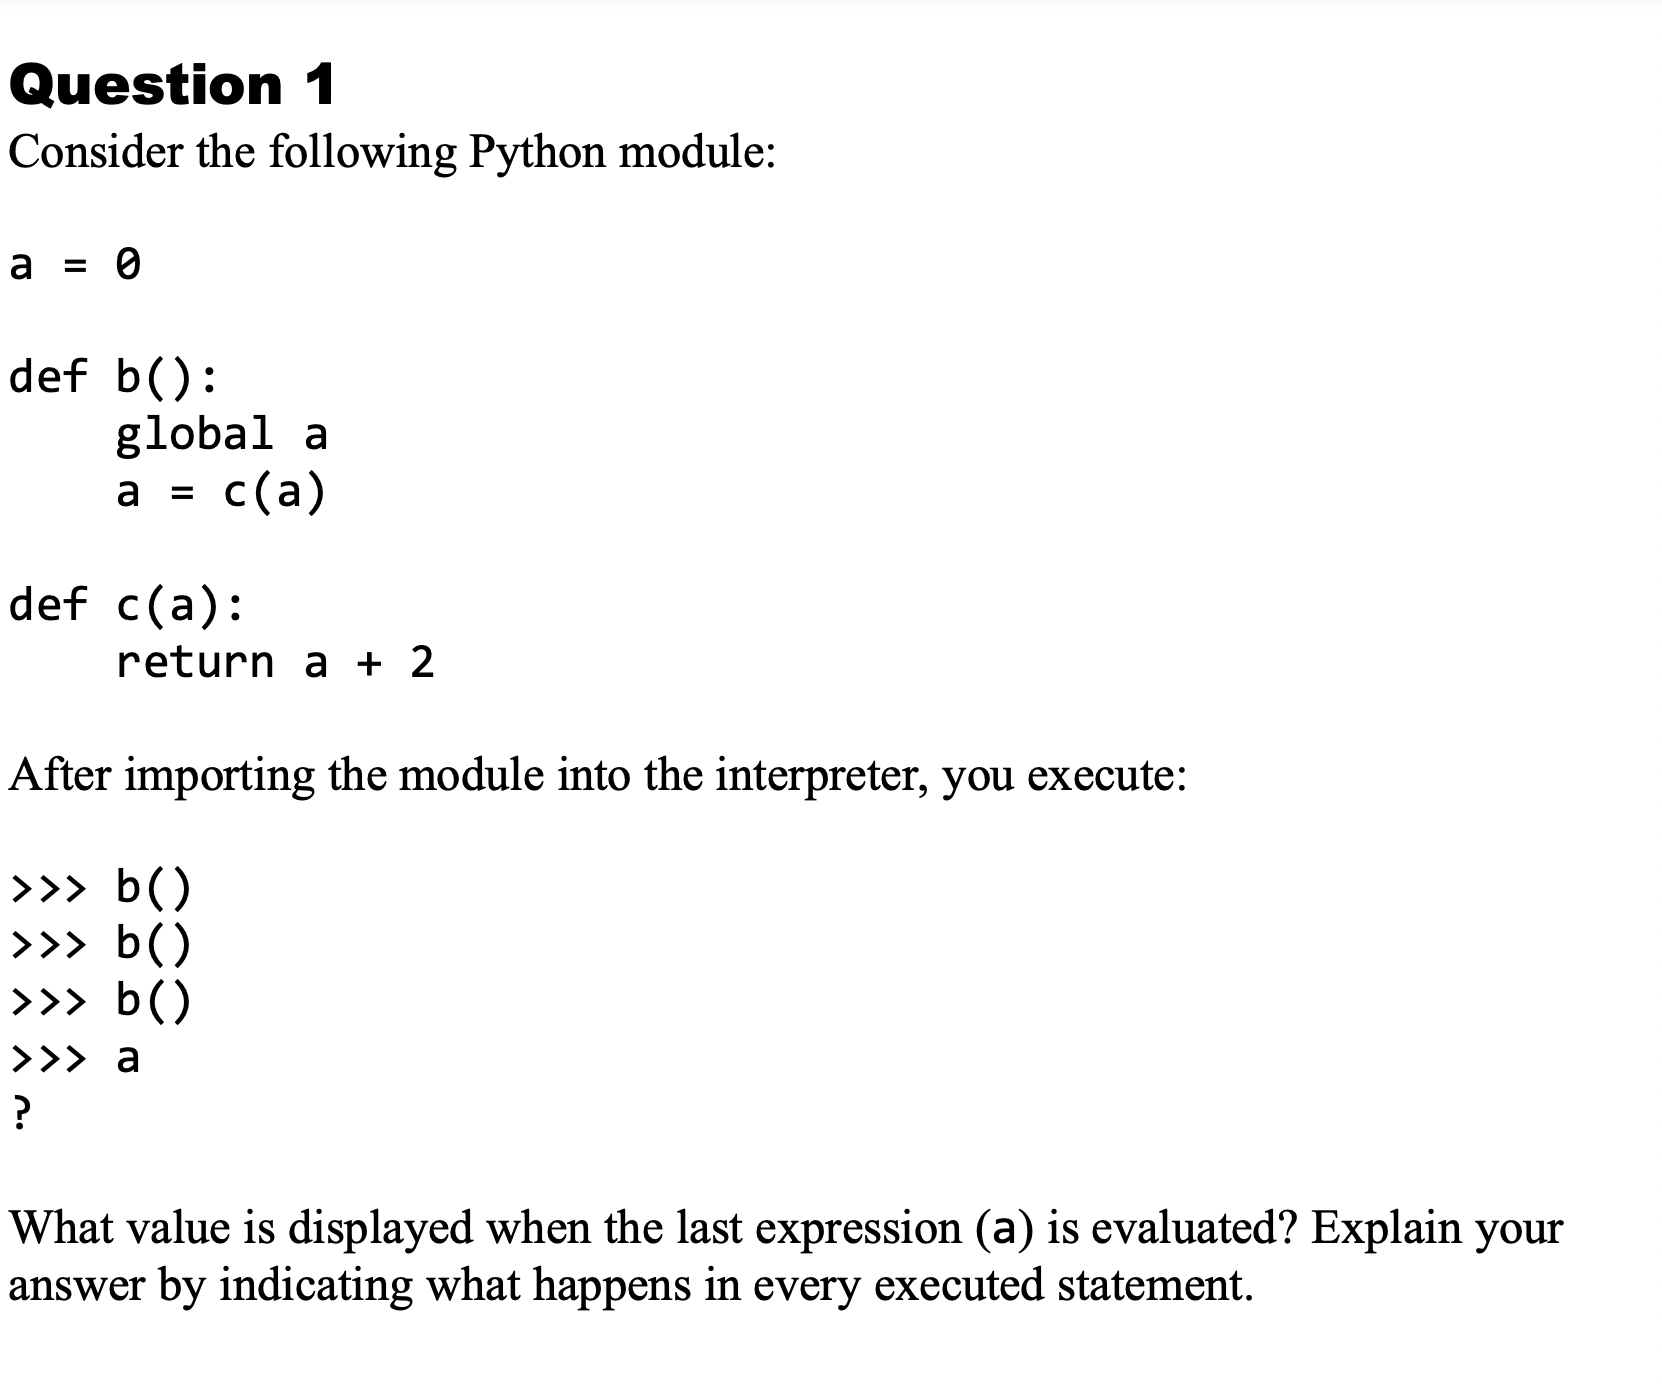 Question 1
Consider the following Python module:
a = 0
def b():
    global a
    a = c(a)
def c(a):
    return a + 2
After importing the module into the interpreter, you execute:
>>> b()
>>> b()
>>> b()
>>> a
?
What value is displayed when the last expression (a) is evaluated? Explain your
answer by indicating what happens in every executed statement.